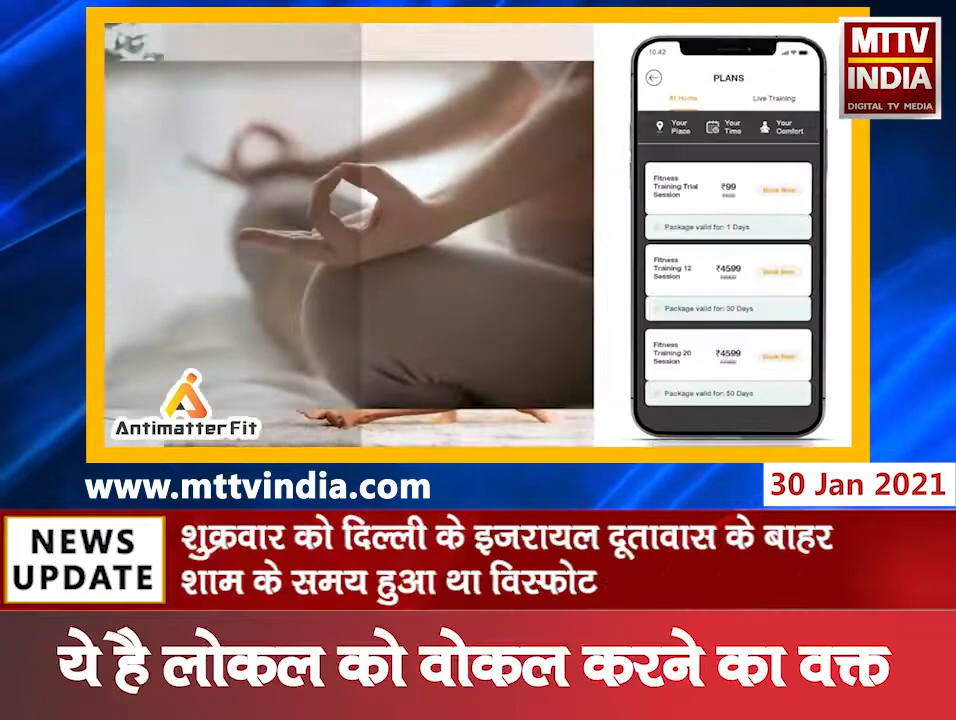 MTTV
INDIA
DIGITAL TV MEDIA
10.42
PLANS
At Home
Live Training
Your Place
Your Time
Your Comfort
Fitness
Training Trial
Session
₹99
Book Now
Package valid for: 1 Days
Fitness
Training 12
Session
₹4599
Book Now
Package valid for: 30 Days
Fitness
Training 20
Session
₹4599
Book Now
Package valid for: 50 Days
Antimatter Fit
www.mttvindia.com
30 Jan 2021
NEWS
UPDATE
शुक्रवार को दिल्ली के इजरायल दूतावास के बाहर
शाम के समय हुआ था विस्फोट
ये है लोकल को वोकल करने का वक्त